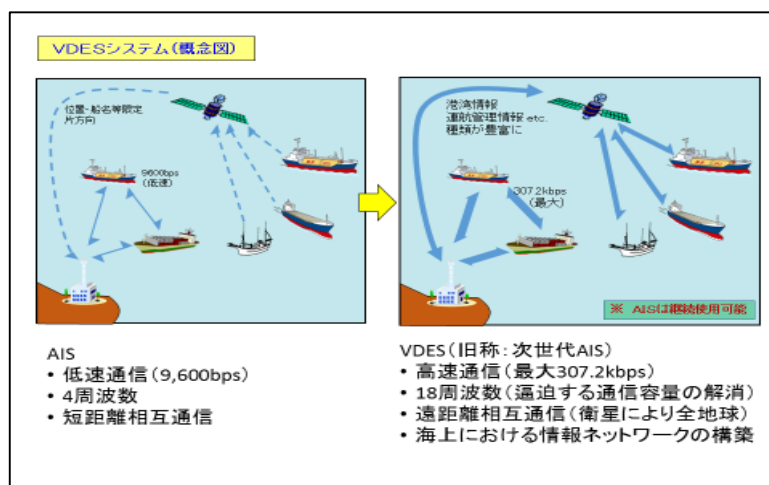 VDESシステム(概念図)
位置・船名等限定
片方向
9600bps
(低速)
港湾情報
運航管理情報 etc.
種類が豊富に
307.2kbps
(最大)
※ AISは継続使用可能
AIS
• 低速通信(9,600bps)
• 4周波数
• 短距離相互通信
VDES(旧称:次世代AIS)
• 高速通信(最大307.2kbps)
• 18周波数(逼迫する通信容量の解消)
• 遠距離相互通信(衛星により全地球)
• 海上における情報ネットワークの構築